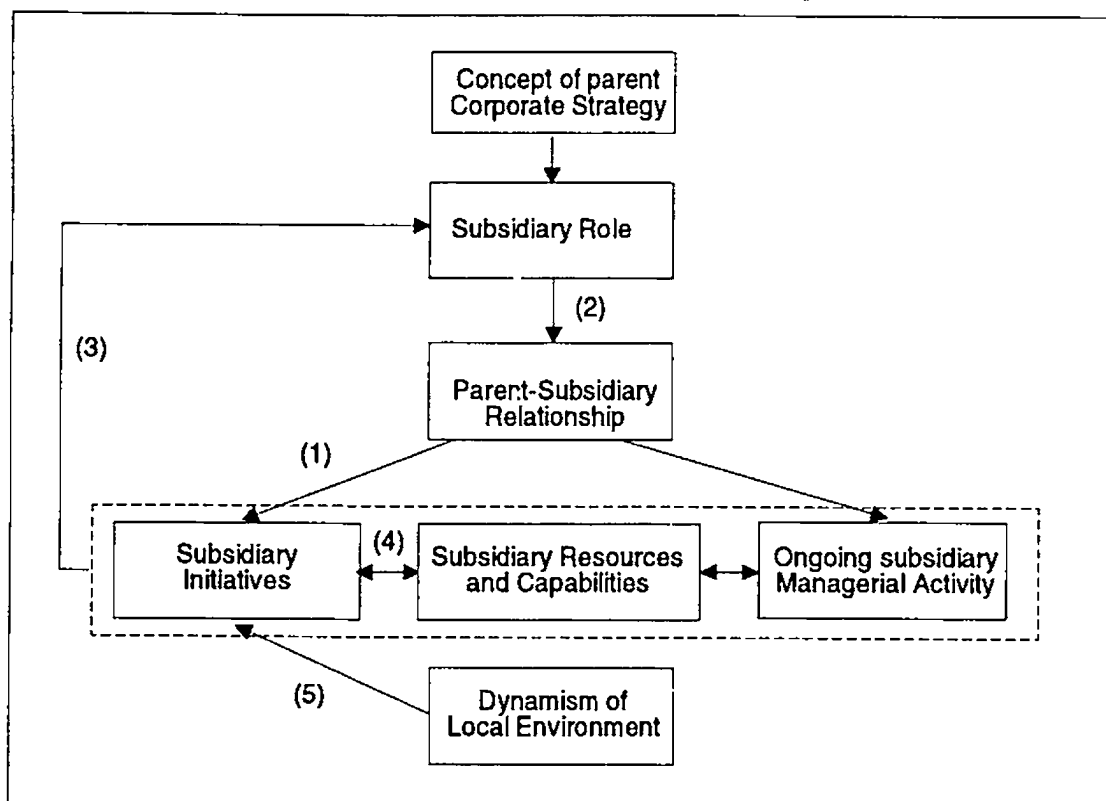 Concept of parent
Corporate Strategy
Subsidiary Role
(2)
(3)
Parent-Subsidiary
Relationship
(1)
Subsidiary
Initiatives
(4)
Subsidiary Resources
and Capabilities
Ongoing subsidiary
Managerial Activity
(5)
Dynamism of
Local Environment